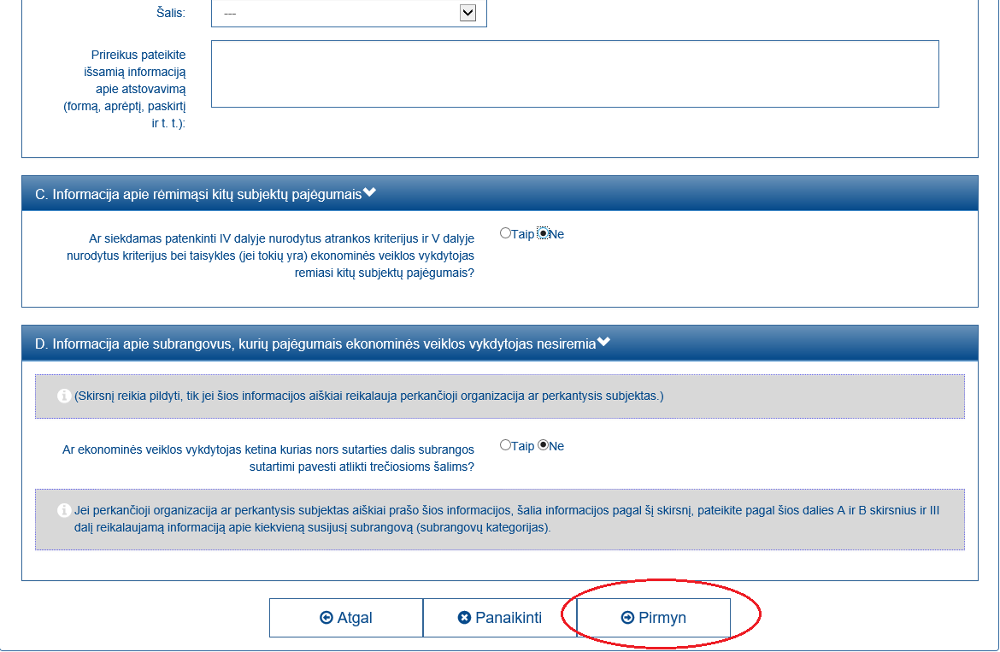 Šalis:
---
Prireikus pateikite
išsamią informaciją
apie atstovavimą
(formą, aprėptį, paskirtį
ir t. t.):
C. Informacija apie rėmimąsi kitų subjektų pajėgumais
Ar siekdamas patenkinti IV dalyje nurodytus atrankos kriterijus ir V dalyje
nurodytus kriterijus bei taisykles (jei tokių yra) ekonominės veiklos vykdytojas
remiasi kitų subjektų pajėgumais?
Taip Ne
D. Informacija apie subrangovus, kurių pajėgumais ekonominės veiklos vykdytojas nesiremia
(Skirsnį reikia pildyti, tik jei šios informacijos aiškiai reikalauja perkančioji organizacija ar perkantysis subjektas.)
Ar ekonominės veiklos vykdytojas ketina kurias nors sutarties dalis subrangos
sutartimi pavesti atlikti trečiosioms šalims?
Taip Ne
Jei perkančioji organizacija ar perkantysis subjektas aiškiai prašo šios informacijos, šalia informacijos pagal šį skirsnį, pateikite pagal šios dalies A ir B skirsnius ir III
dalį reikalaujamą informaciją apie kiekvieną susijusį subrangovą (subrangovų kategorijas).
Atgal
Panaikinti
Pirmyn